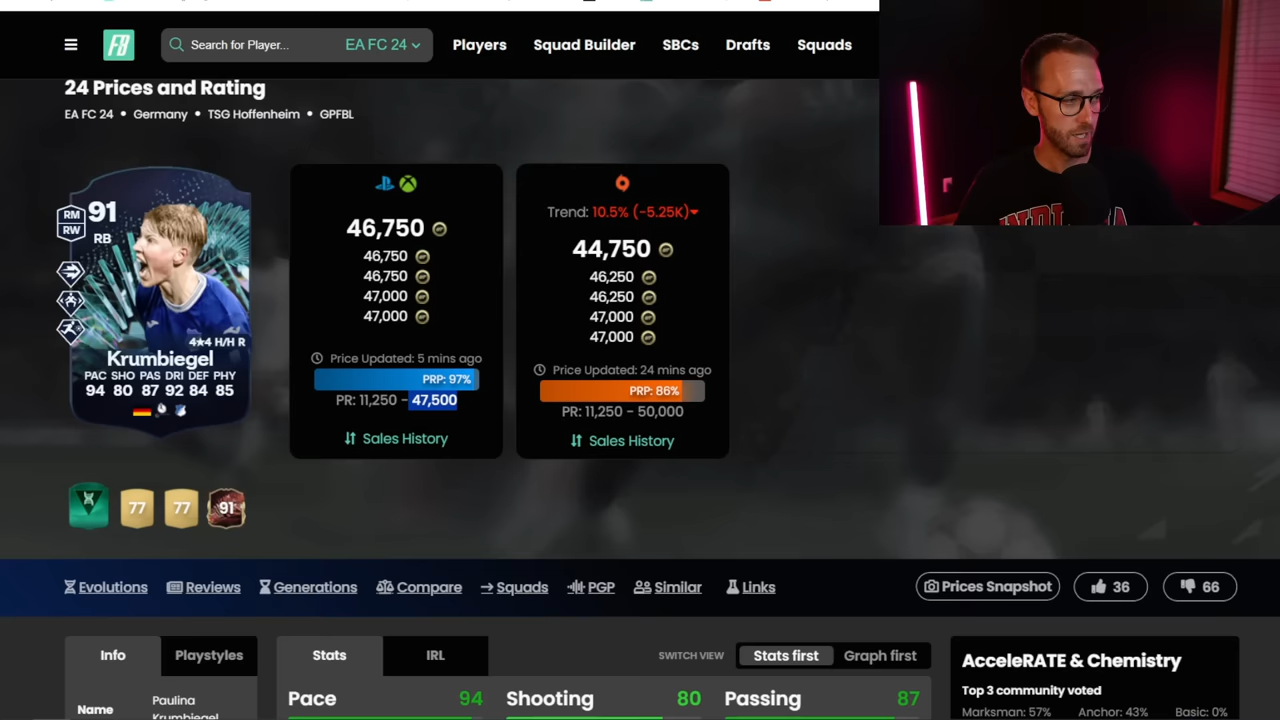 FB
Search for Player...
EA FC 24
Players
Squad Builder
SBCs
Drafts
Squads
24 Prices and Rating
EA FC 24 • Germany • TSG Hoffenheim • GPFBL
RM
RW
91
RB
4★4 H/H R
Krumbiegel
PAC SHO PAS DRI DEF PHY
94 80 87 92 84 85
46,750
46,750
46,750
47,000
47,000
Price Updated: 5 mins ago
PRP: 97%
PR: 11,250 - 47,500
Sales History
Trend: 10.5% (-5.25K)
44,750
46,250
46,250
47,000
47,000
Price Updated: 24 mins ago
PRP: 86%
PR: 11,250 - 50,000
Sales History
77
77
91
Evolutions
Reviews
Generations
Compare
Squads
PGP
Similar
Links
Prices Snapshot
36
66
Info
Playstyles
Stats
IRL
SWITCH VIEW
Stats first
Graph first
AcceleRATE & Chemistry
Top 3 community voted
Marksman: 57% Anchor: 43% Basic: 0%
Name
Paulina
Krumbiegel
Pace 94
Shooting 80
Passing 87